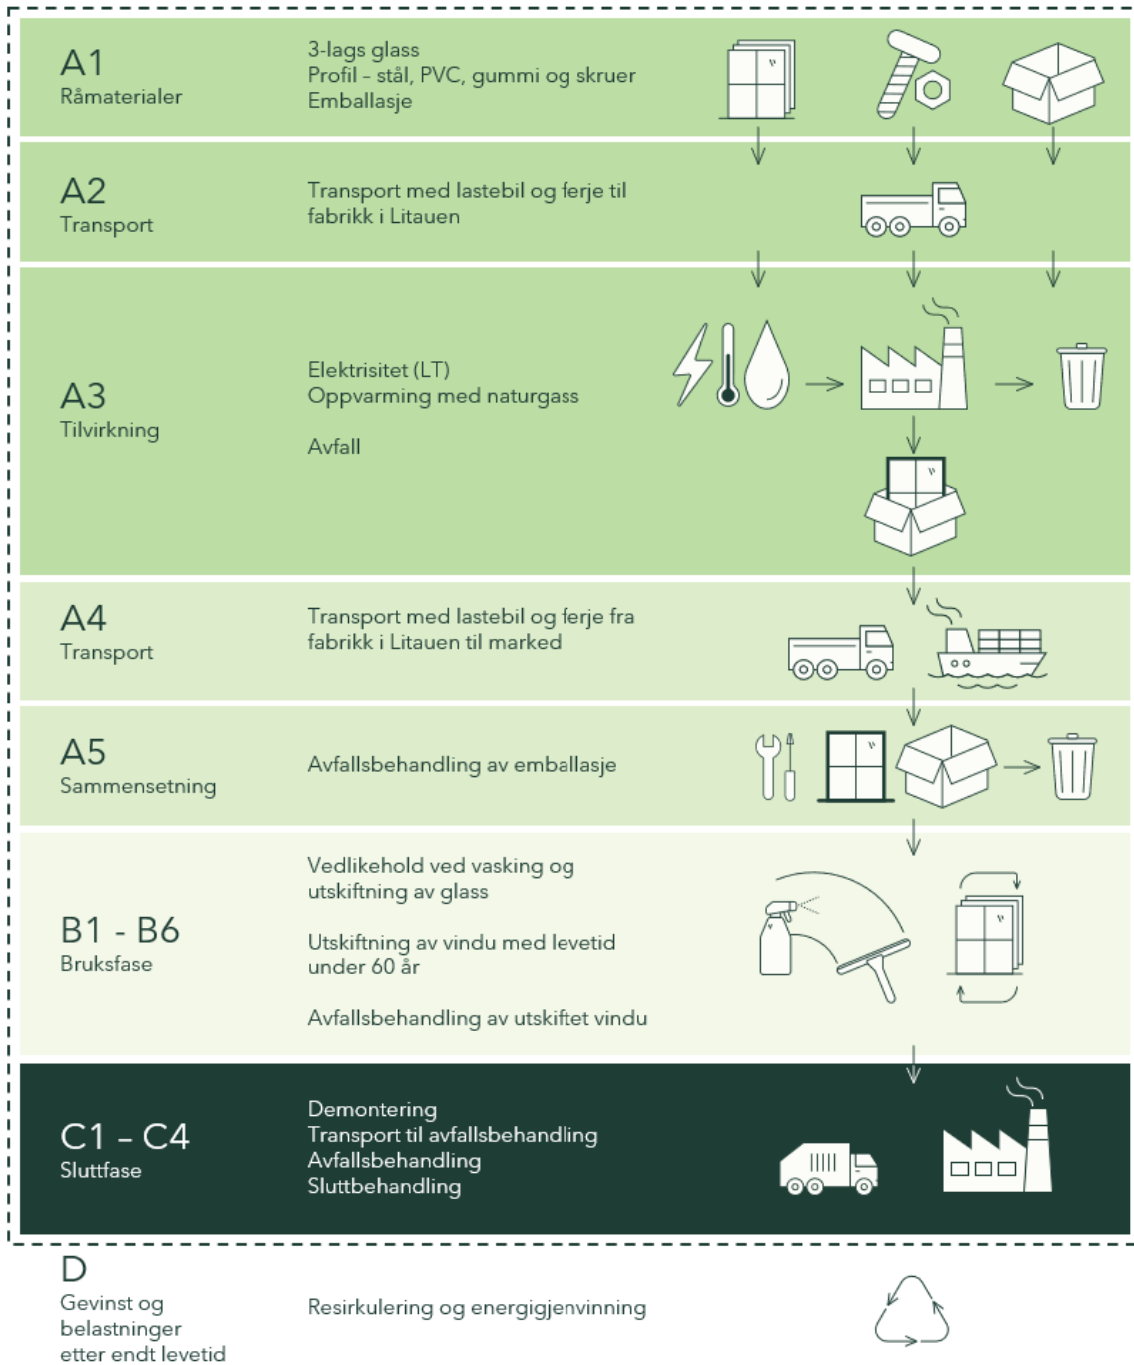 A1
Råmaterialer
3-lags glass
Profil – stål, PVC, gummi og skruer
Emballasje
A2
Transport
Transport med lastebil og ferje til
fabrikk i Litauen
A3
Tilvirkning
Elektrisitet (LT)
Oppvarming med naturgass
Avfall
A4
Transport
Transport med lastebil og ferje fra
fabrikk i Litauen til marked
A5
Sammensetning
Avfallsbehandling av emballasje
B1 - B6
Bruksfase
Vedlikehold ved vasking og
utskiftning av glass
Utskiftning av vindu med levetid
under 60 år
Avfallsbehandling av utskiftet vindu
C1 – C4
Sluttfase
Demontering
Transport til avfallsbehandling
Avfallsbehandling
Sluttbehandling
D
Gevinst og
belastninger
etter endt levetid
Resirkulering og energigjenvinning